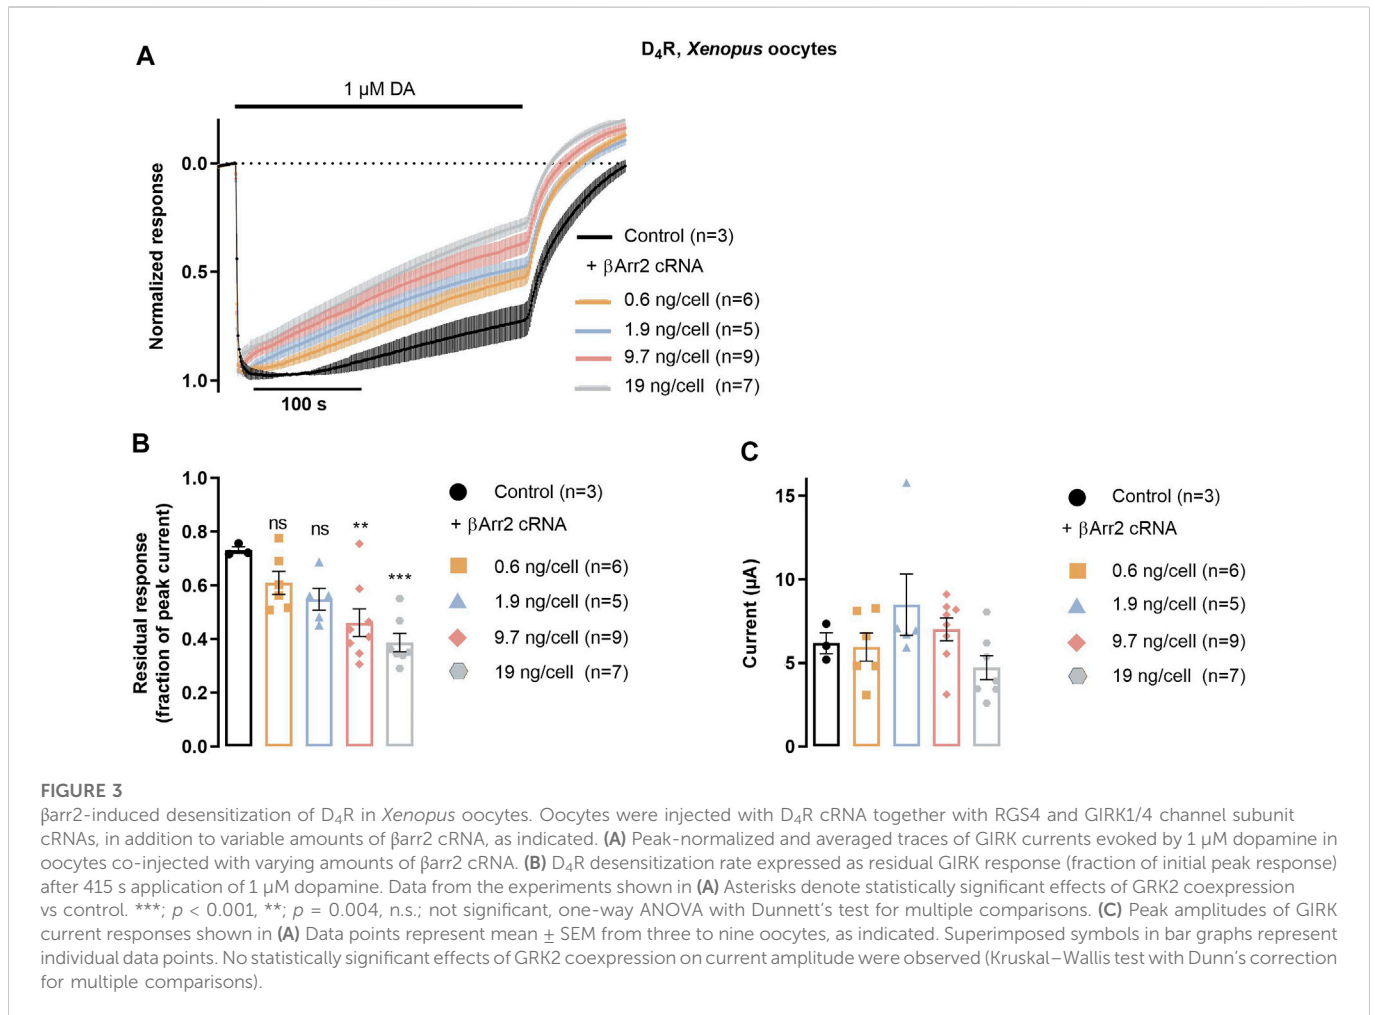 A
D₄R, Xenopus oocytes
1 µM DA
Normalized response
0.0
0.5
1.0
100 s
Control (n=3)
+ βArr2 cRNA
0.6 ng/cell (n=6)
1.9 ng/cell (n=5)
9.7 ng/cell (n=9)
19 ng/cell (n=7)
B
Residual response
(fraction of peak current)
1.0
0.8
0.6
0.4
0.2
0.0
ns
ns
**
***
Control (n=3)
+ βArr2 cRNA
0.6 ng/cell (n=6)
1.9 ng/cell (n=5)
9.7 ng/cell (n=9)
19 ng/cell (n=7)
C
Current (µA)
15
10
5
0
Control (n=3)
+ βArr2 cRNA
0.6 ng/cell (n=6)
1.9 ng/cell (n=5)
9.7 ng/cell (n=9)
19 ng/cell (n=7)
FIGURE 3
βarr2-induced desensitization of D₄R in Xenopus oocytes. Oocytes were injected with D₄R cRNA together with RGS4 and GIRK1/4 channel subunit
cRNAs, in addition to variable amounts of βarr2 cRNA, as indicated. (A) Peak-normalized and averaged traces of GIRK currents evoked by 1 µM dopamine in
oocytes co-injected with varying amounts of βarr2 cRNA. (B) D₄R desensitization rate expressed as residual GIRK response (fraction of initial peak response)
after 415 s application of 1 µM dopamine. Data from the experiments shown in (A) Asterisks denote statistically significant effects of GRK2 coexpression
vs control. ***; p < 0.001, **; p = 0.004, n.s.; not significant, one-way ANOVA with Dunnett's test for multiple comparisons. (C) Peak amplitudes of GIRK
current responses shown in (A) Data points represent mean ± SEM from three to nine oocytes, as indicated. Superimposed symbols in bar graphs represent
individual data points. No statistically significant effects of GRK2 coexpression on current amplitude were observed (Kruskal–Wallis test with Dunn's correction
for multiple comparisons).